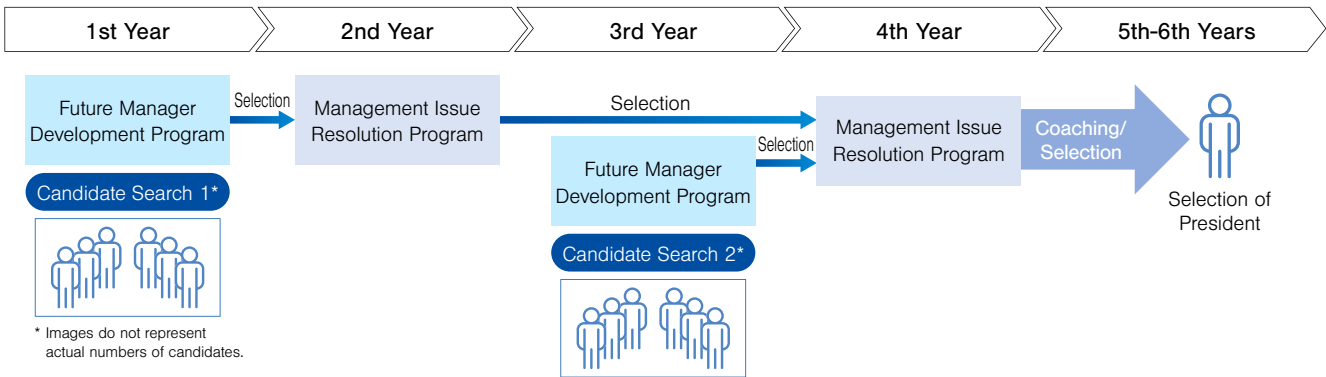 1st Year
2nd Year
3rd Year
4th Year
5th-6th Years
Future Manager
Development Program
Selection
Management Issue
Resolution Program
Selection
Selection
Future Manager
Development Program
Management Issue
Resolution Program
Coaching/
Selection
Selection of
President
Candidate Search 1*
Candidate Search 2*
* Images do not represent
actual numbers of candidates.